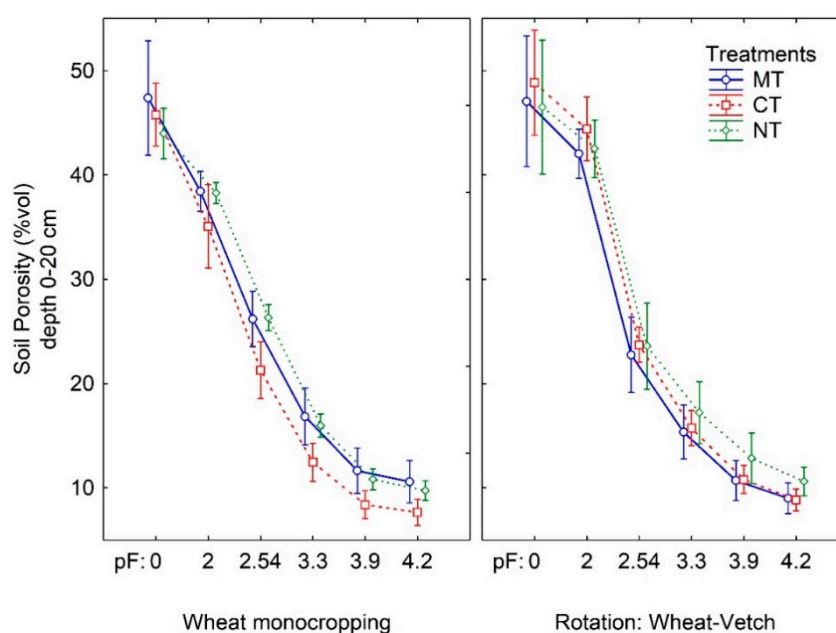 Soil Porosity (%vol)
depth 0-20 cm
50
40
30
20
10
Treatments
MT
CT
NT
pF: 0 2 2.54 3.3 3.9 4.2
pF: 0 2 2.54 3.3 3.9 4.2
Wheat monocropping
Rotation: Wheat-Vetch